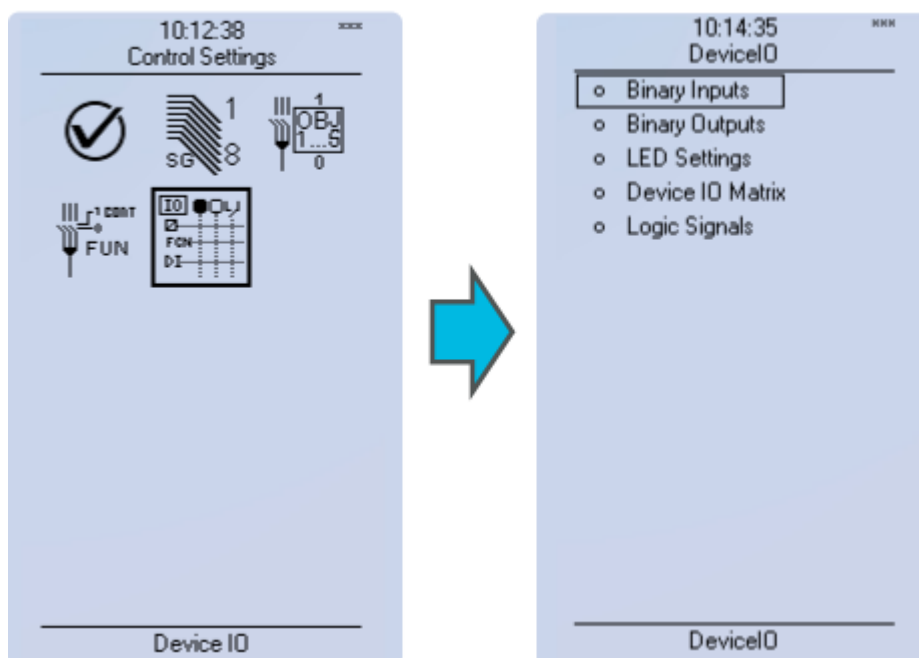 10:12:38
***
Control Settings
1
SG
8
1
OBJ
1...5
0
1 CONT
0
FUN
IO
FCN
DI
Device IO
10:14:35
***
DeviceIO
Binary Inputs
Binary Outputs
LED Settings
Device IO Matrix
Logic Signals
DeviceIO